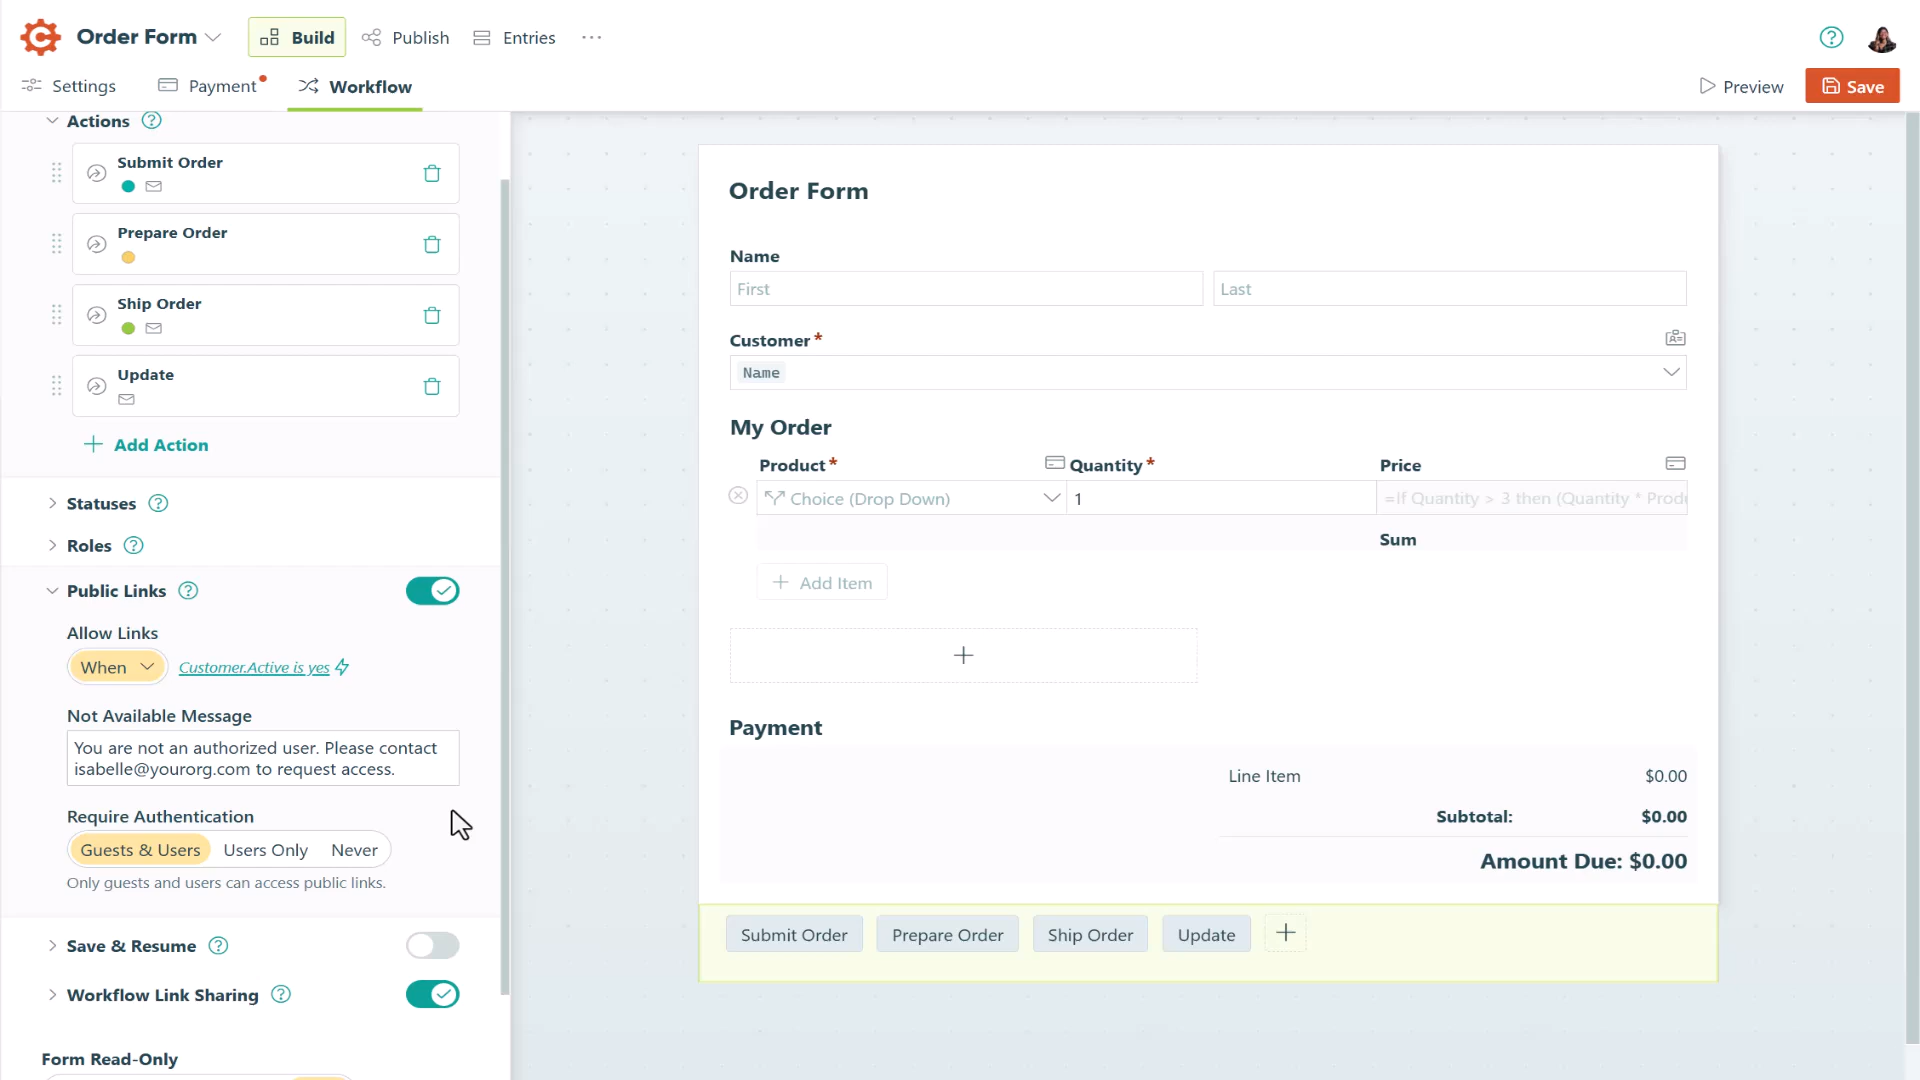 Order Form
Build
Publish
Entries
Settings
Payment
Workflow
Preview
Save
Actions
Submit Order
Prepare Order
Ship Order
Update
Add Action
Statuses
Roles
Public Links
Allow Links
When
Customer.Active is yes
Not Available Message
You are not an authorized user. Please contact
isabelle@yourorg.com to request access.
Require Authentication
Guests & Users
Users Only
Never
Only guests and users can access public links.
Save & Resume
Workflow Link Sharing
Form Read-Only
Order Form
Name
First
Last
Customer*
Name
My Order
Product*
Quantity*
Price
Choice (Drop Down)
1
=If Quantity > 3 then (Quantity * Produ
Sum
Add Item
Payment
Line Item $0.00
Subtotal: $0.00
Amount Due: $0.00
Submit Order
Prepare Order
Ship Order
Update